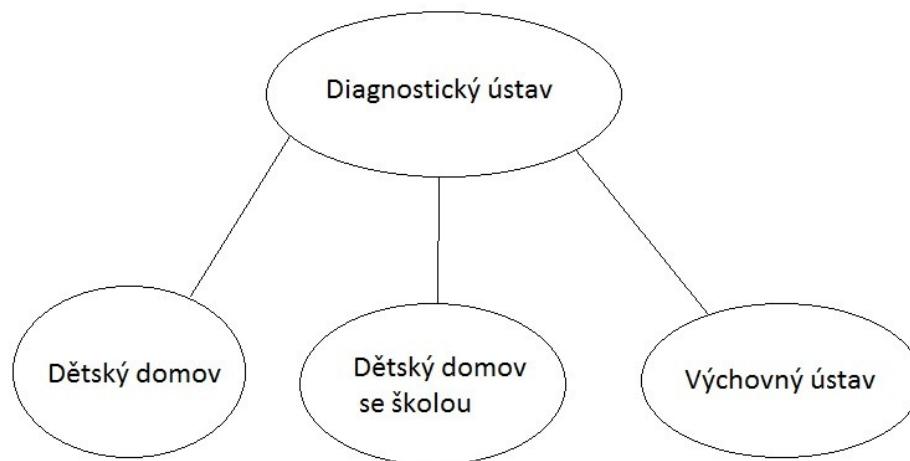 Diagnostický ústav
Dětský domov
Dětský domov
se školou
Výchovný ústav